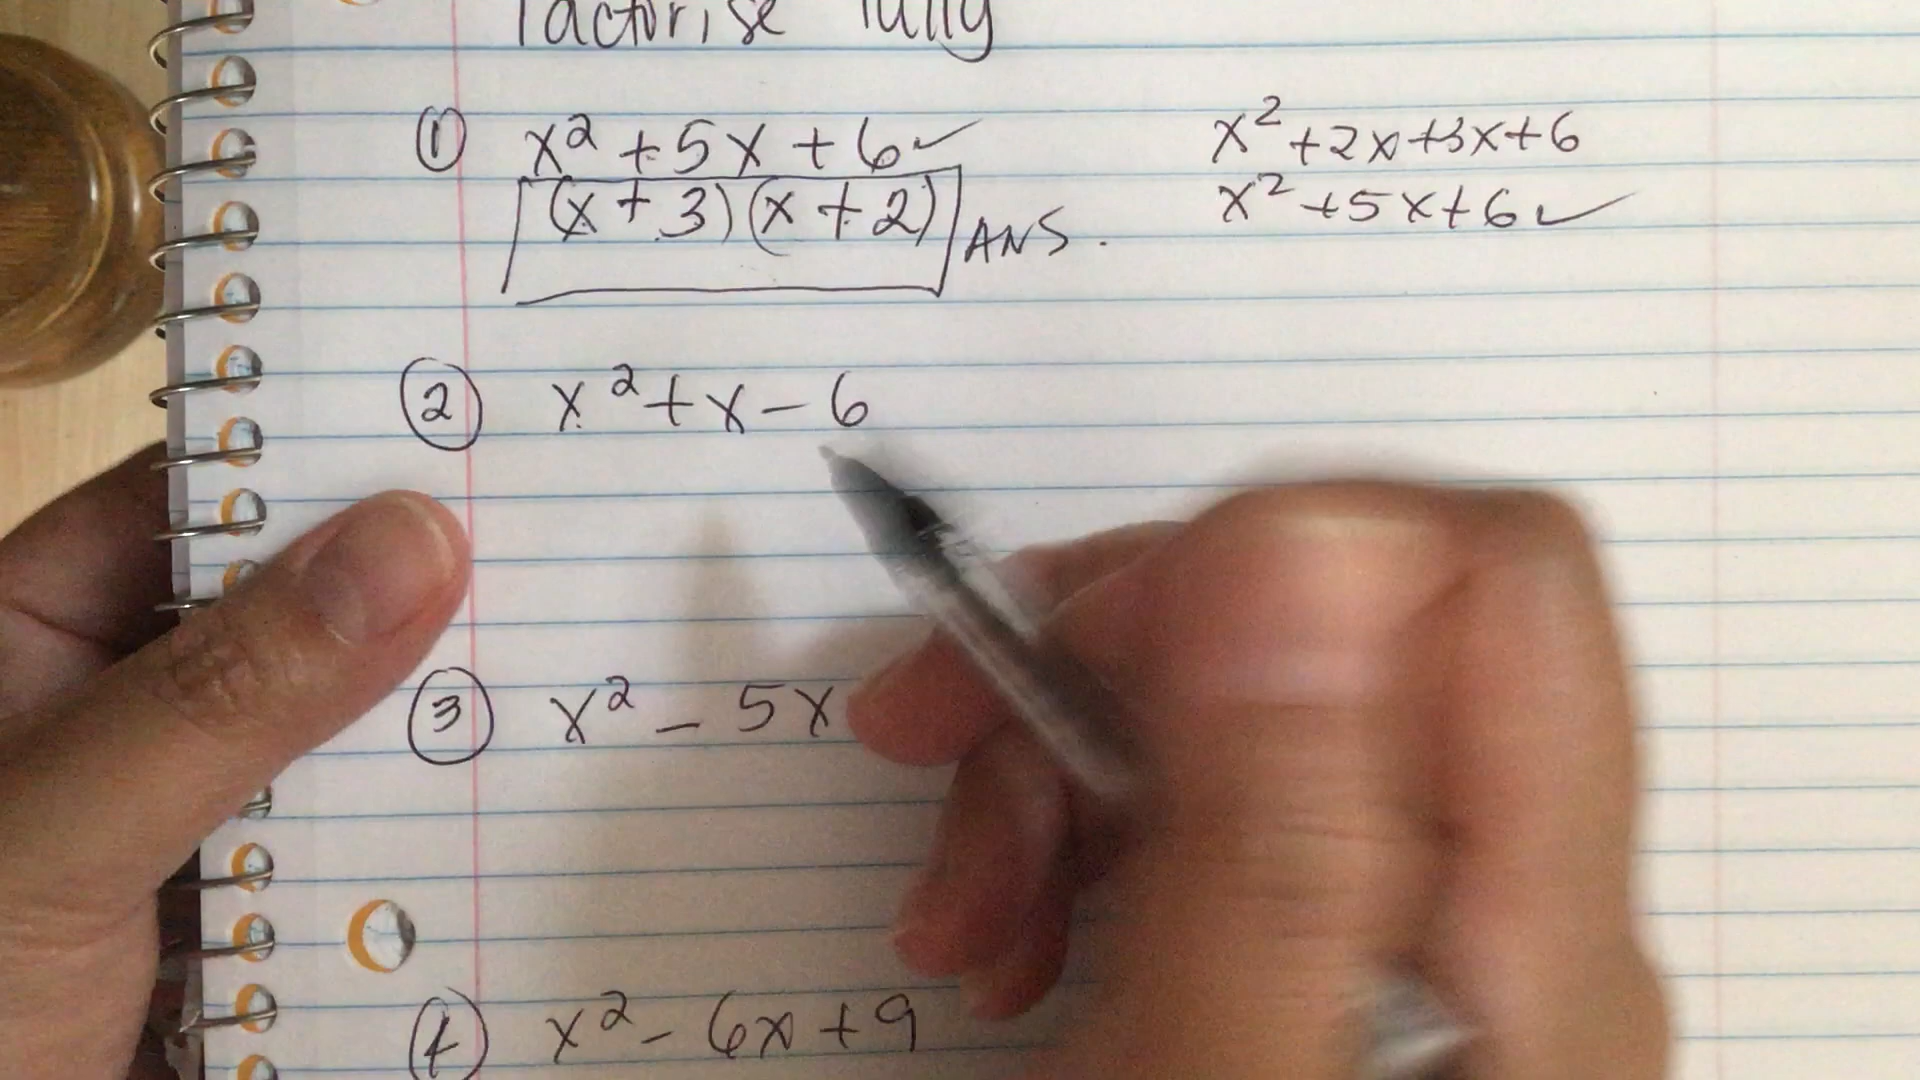 Factorise fully
① x² + 5x + 6 ✓
(x + 3)(x + 2) ANS.
x² + 2x + 3x + 6
x² + 5x + 6 ✓
② x² + x - 6
③ x² - 5x
④ x² - 6x + 9